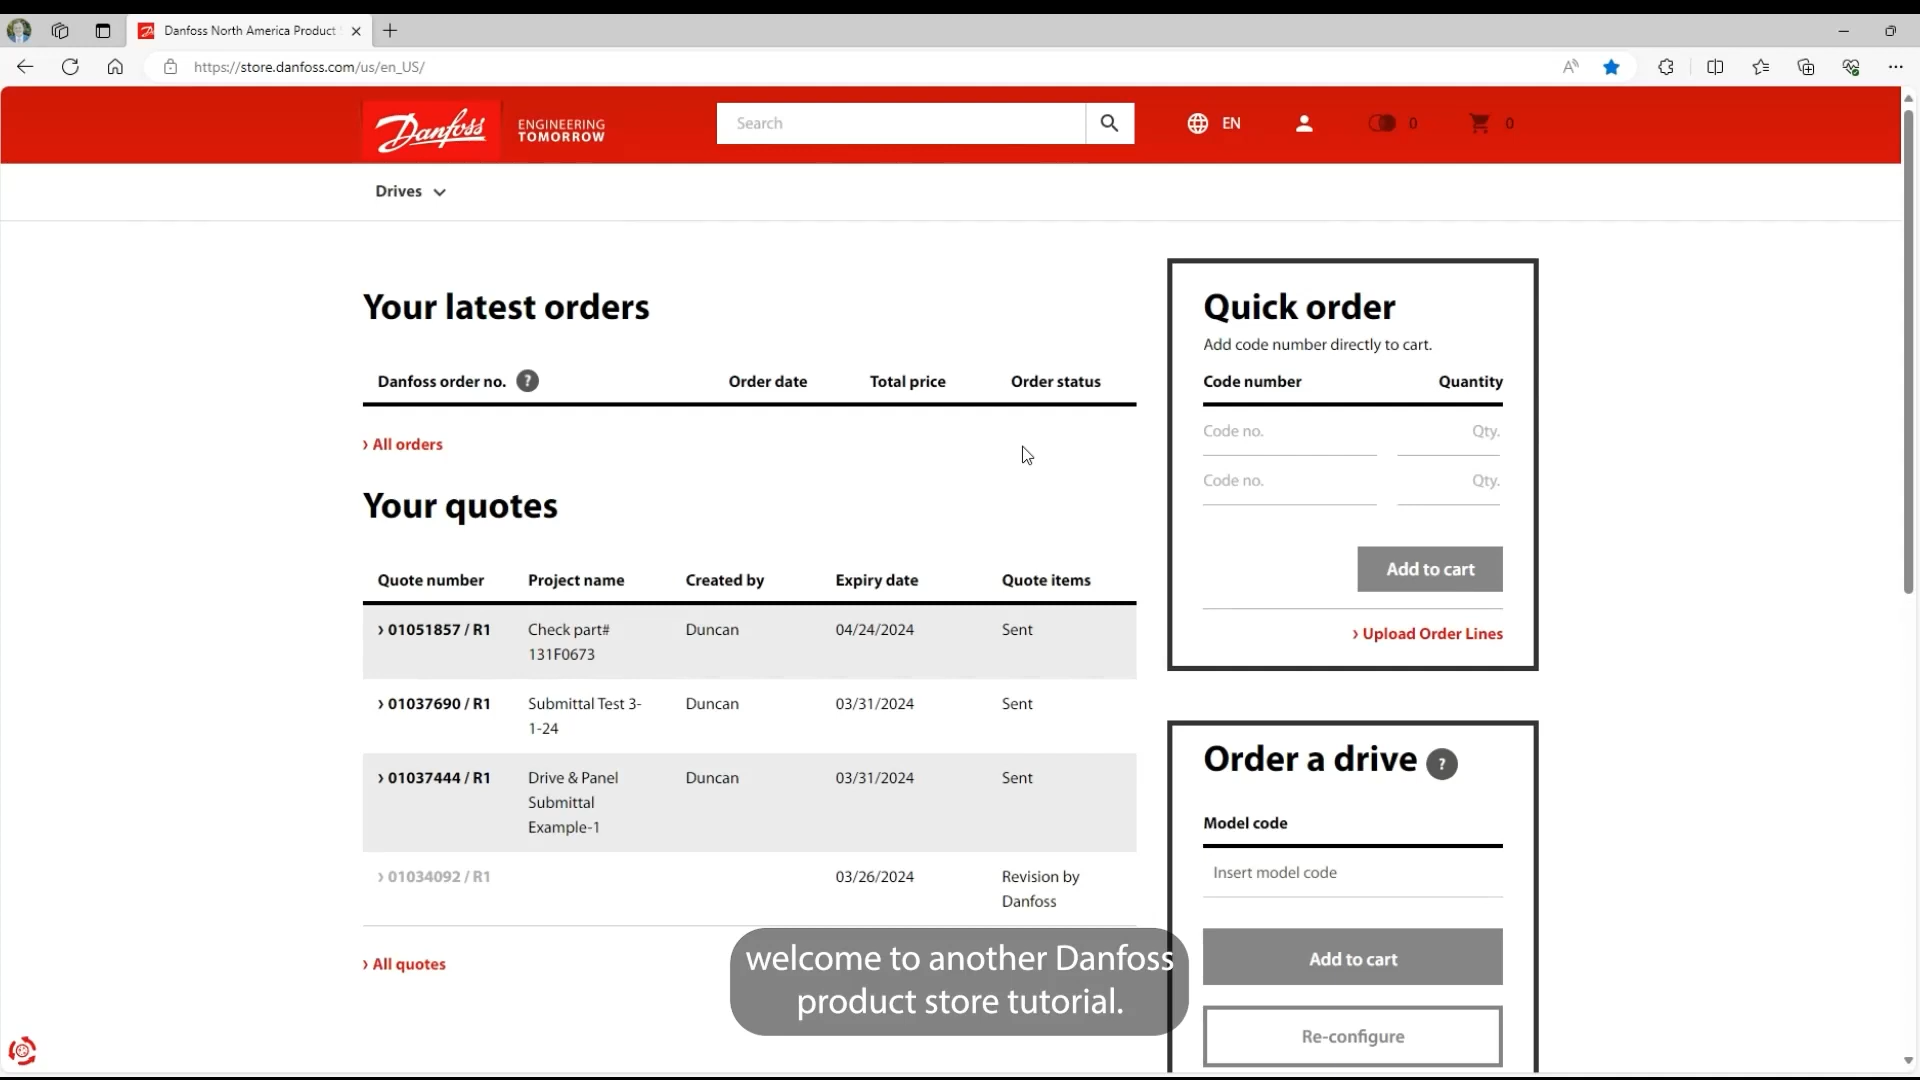 Danfoss North America Product
https://store.danfoss.com/us/en_US/
Danfoss
ENGINEERING
TOMORROW
Search
EN
0
0
Drives
Your latest orders
Danfoss order no. ?
Order date
Total price
Order status
› All orders
Your quotes
Quote number
Project name
Created by
Expiry date
Quote items
› 01051857 / R1
Check part#
131F0673
Duncan
04/24/2024
Sent
› 01037690 / R1
Submittal Test 3-
1-24
Duncan
03/31/2024
Sent
› 01037444 / R1
Drive & Panel
Submittal
Example-1
Duncan
03/31/2024
Sent
› 01034092 / R1
03/26/2024
Revision by
Danfoss
› All quotes
Quick order
Add code number directly to cart.
Code number
Quantity
Code no.
Qty.
Code no.
Qty.
Add to cart
› Upload Order Lines
Order a drive ?
Model code
Insert model code
Add to cart
Re-configure
welcome to another Danfoss
product store tutorial.